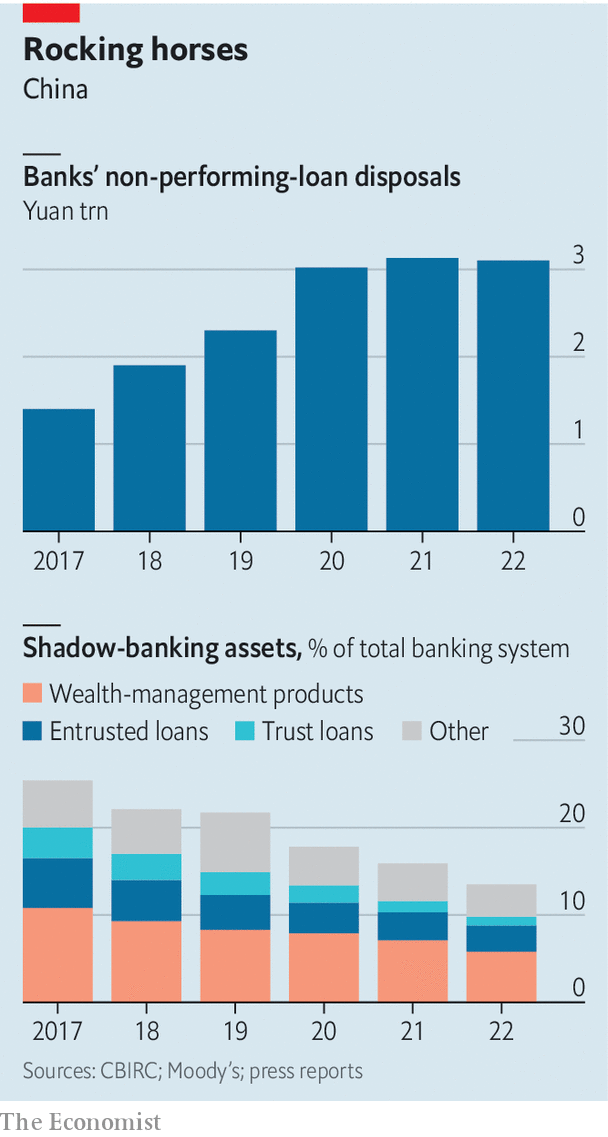 Rocking horses
China
Banks’ non-performing-loan disposals
Yuan trn
3
2
1
0
2017 18 19 20 21 22
Shadow-banking assets, % of total banking system
Wealth-management products
Entrusted loans Trust loans Other
30
20
10
0
2017 18 19 20 21 22
Sources: CBIRC; Moody’s; press reports
The Economist